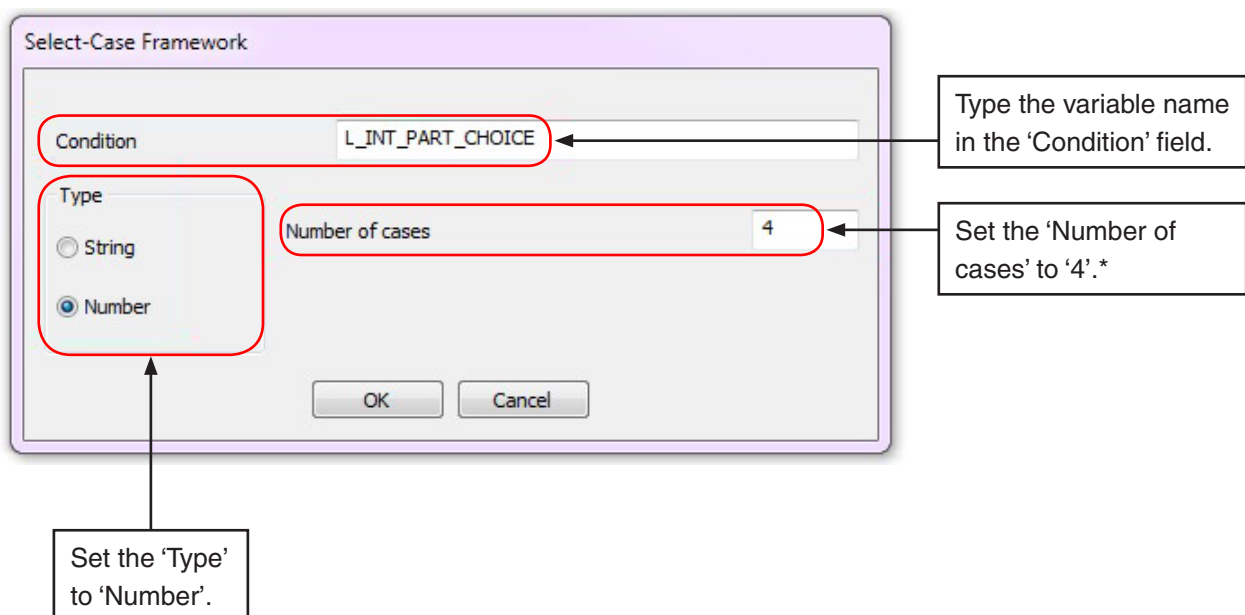 Select-Case Framework
Condition
L_INT_PART_CHOICE
Type the variable name
in the ‘Condition’ field.
Type
String
Number
Number of cases
4
Set the ‘Number of
cases’ to ‘4’.*
OK
Cancel
Set the ‘Type’
to ‘Number’.